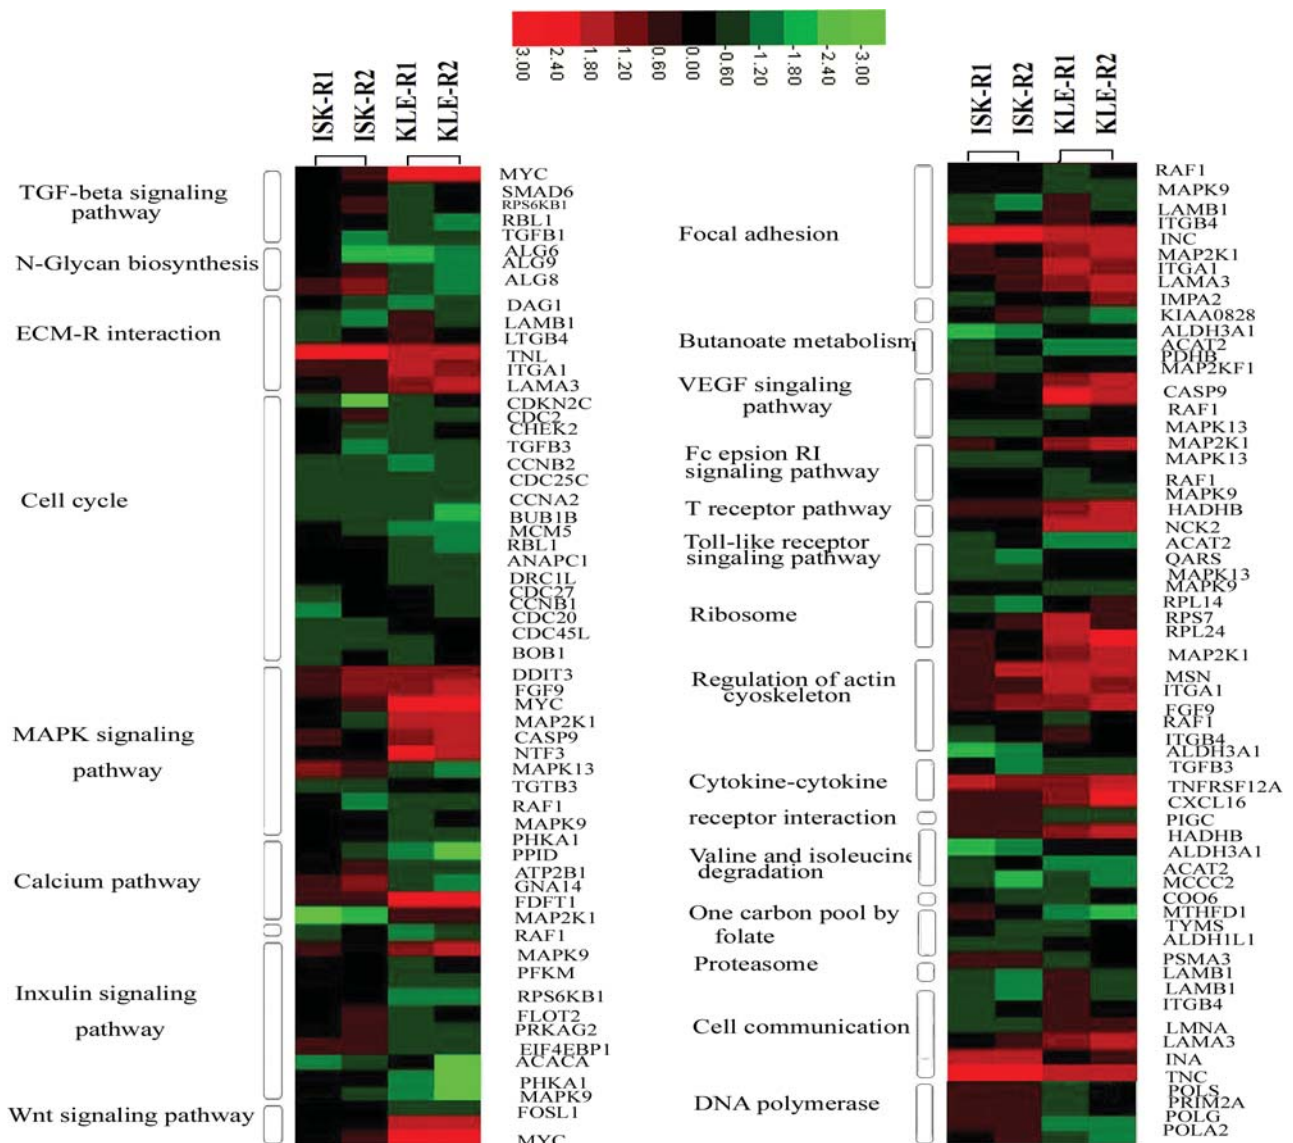 3.00
2.40
1.80
1.20
0.60
0.00
-0.60
-1.20
-1.80
-2.40
-3.00
ISK-R1
ISK-R2
KLE-R1
KLE-R2
TGF-beta signaling
pathway
N-Glycan biosynthesis
ECM-R interaction
Cell cycle
MAPK signaling
pathway
Calcium pathway
Inxulin signaling
pathway
Wnt signaling pathway
MYC
SMAD6
RPS6KB1
RBL1
TGFB1
ALG6
ALG9
ALG8
DAG1
LAMB1
LTGB4
TNL
ITGA1
LAMA3
CDKN2C
CDC2
CHEK2
TGFB3
CCNB2
CDC25C
CCNA2
BUB1B
MCM5
RBL1
ANAPC1
DRC1L
CDC27
CCNB1
CDC20
CDC45L
BOB1
DDIT3
FGF9
MYC
MAP2K1
CASP9
NTF3
MAPK13
TGTB3
RAF1
MAPK9
PHKA1
PPID
ATP2B1
GNA14
FDFT1
MAP2K1
RAF1
MAPK9
PFKM
RPS6KB1
FLOT2
PRKAG2
EIF4EBP1
ACACA
PHKA1
MAPK9
FOSL1
MYC
ISK-R1
ISK-R2
KLE-R1
KLE-R2
Focal adhesion
Butanoate metabolism
VEGF singaling
pathway
Fc epsion RI
signaling pathway
T receptor pathway
Toll-like receptor
singaling pathway
Ribosome
Regulation of actin
cyoskeleton
Cytokine-cytokine
receptor interaction
Valine and isoleucine
degradation
One carbon pool by
folate
Proteasome
Cell communication
DNA polymerase
RAF1
MAPK9
LAMB1
ITGB4
INC
MAP2K1
ITGA1
LAMA3
IMPA2
KIAA0828
ALDH3A1
ACAT2
PDHB
MAP2KF1
CASP9
RAF1
MAPK13
MAP2K1
MAPK13
RAF1
MAPK9
HADHB
NCK2
ACAT2
QARS
MAPK13
MAPK9
RPL14
RPS7
RPL24
MAP2K1
MSN
ITGA1
FGF9
RAF1
ITGB4
ALDH3A1
TGFB3
TNFRSF12A
CXCL16
PIGC
HADHB
ALDH3A1
ACAT2
MCCC2
COO6
MTHFD1
TYMS
ALDH1L1
PSMA3
LAMB1
LAMB1
ITGB4
LMNA
LAMA3
INA
TNC
POLS
PRIM2A
POLG
POLA2